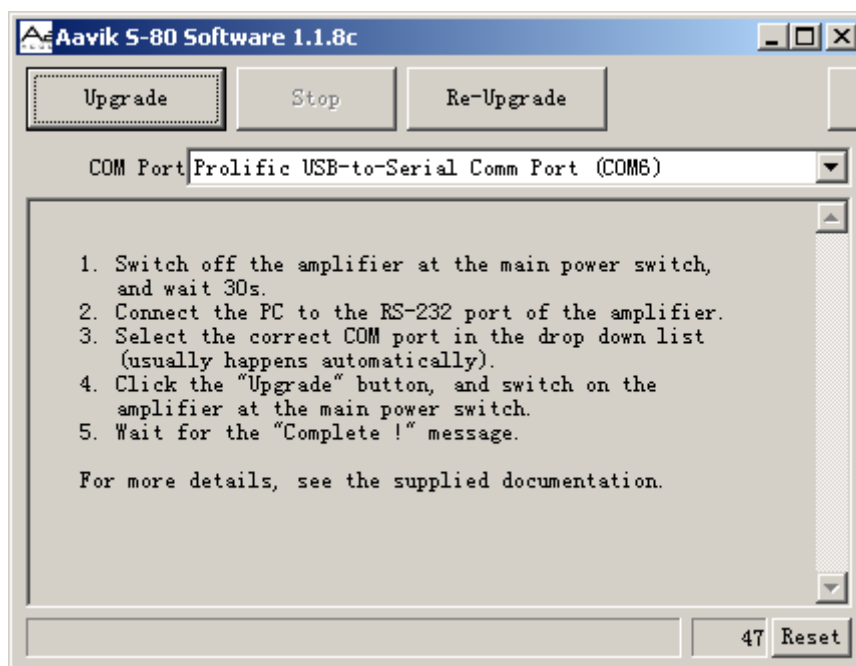 Aavik S-80 Software 1.1.8c
Upgrade Stop Re-Upgrade
COM Port Prolific USB-to-Serial Comm Port (COM6)
1. Switch off the amplifier at the main power switch,
and wait 30s.
2. Connect the PC to the RS-232 port of the amplifier.
3. Select the correct COM port in the drop down list
(usually happens automatically).
4. Click the "Upgrade" button, and switch on the
amplifier at the main power switch.
5. Wait for the "Complete !" message.
For more details, see the supplied documentation.
47 Reset